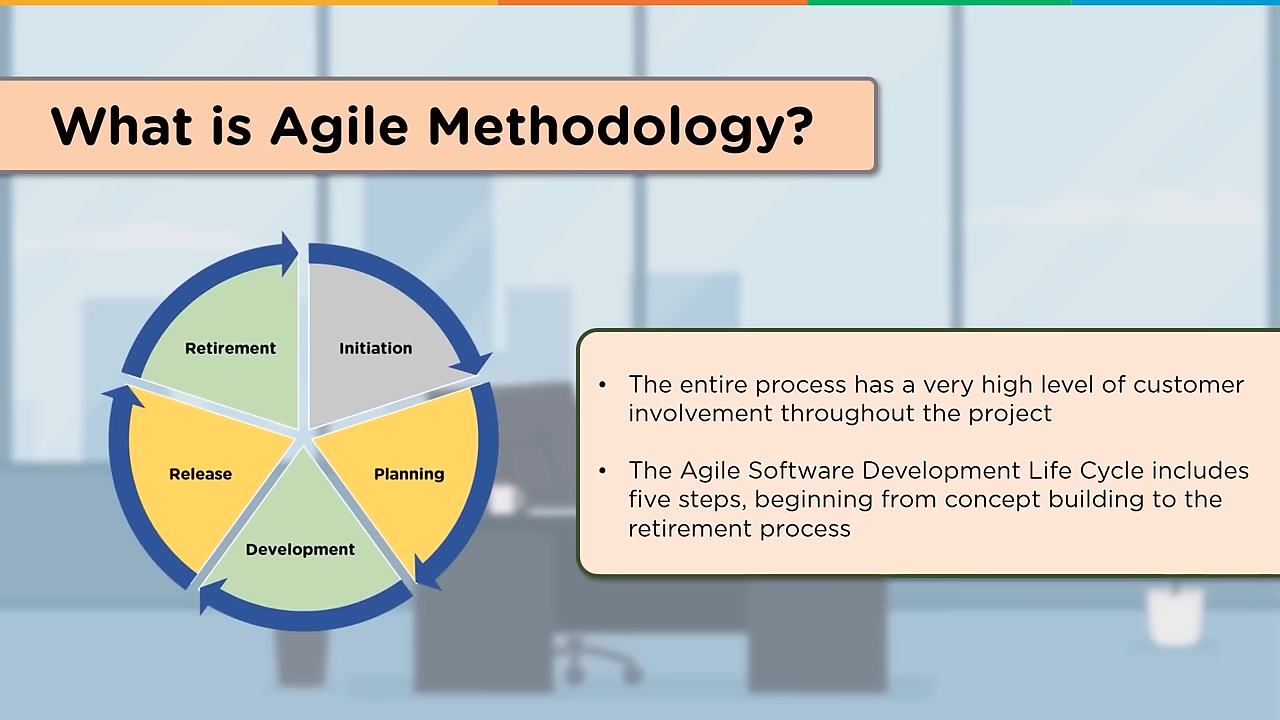 What is Agile Methodology?
Retirement
Initiation
Release
Planning
Development
• The entire process has a very high level of customer
involvement throughout the project
• The Agile Software Development Life Cycle includes
five steps, beginning from concept building to the
retirement process